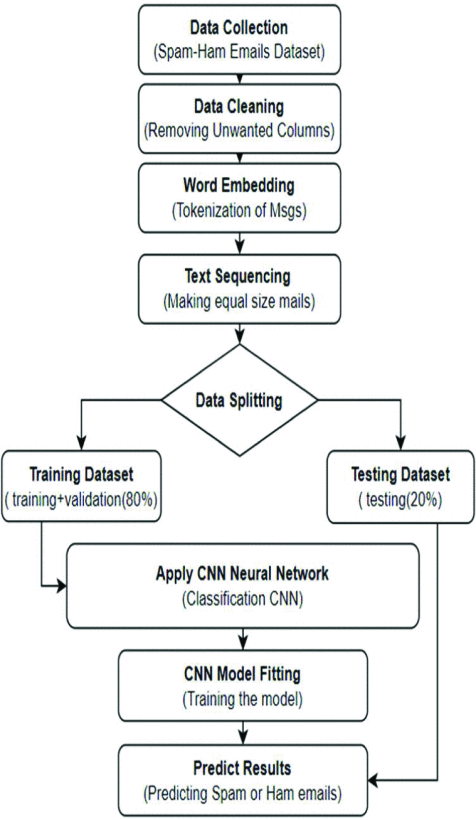 Data Collection
(Spam-Ham Emails Dataset)
Data Cleaning
(Removing Unwanted Columns)
Word Embedding
(Tokenization of Msgs)
Text Sequencing
(Making equal size mails)
Data Splitting
Training Dataset
( training+validation(80%)
Testing Dataset
( testing(20%)
Apply CNN Neural Network
(Classification CNN)
CNN Model Fitting
(Training the model)
Predict Results
(Predicting Spam or Ham emails)